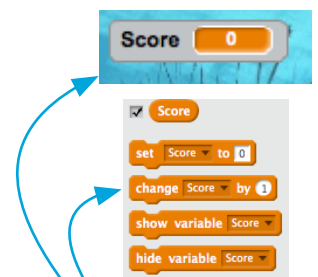 Score 0
Score
set Score to 0
change Score by 1
show variable Score
hide variable Score